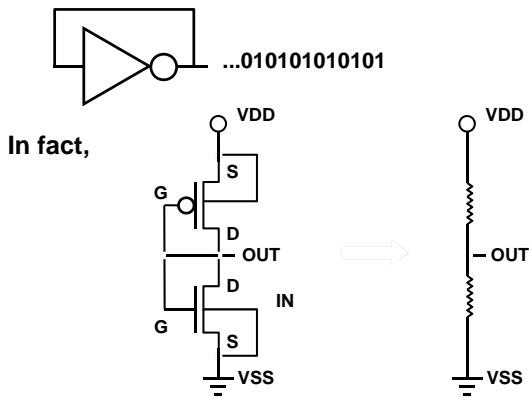 ...010101010101
In fact,
VDD
S
G
D
OUT
D
IN
G
S
VSS
VDD
OUT
VSS